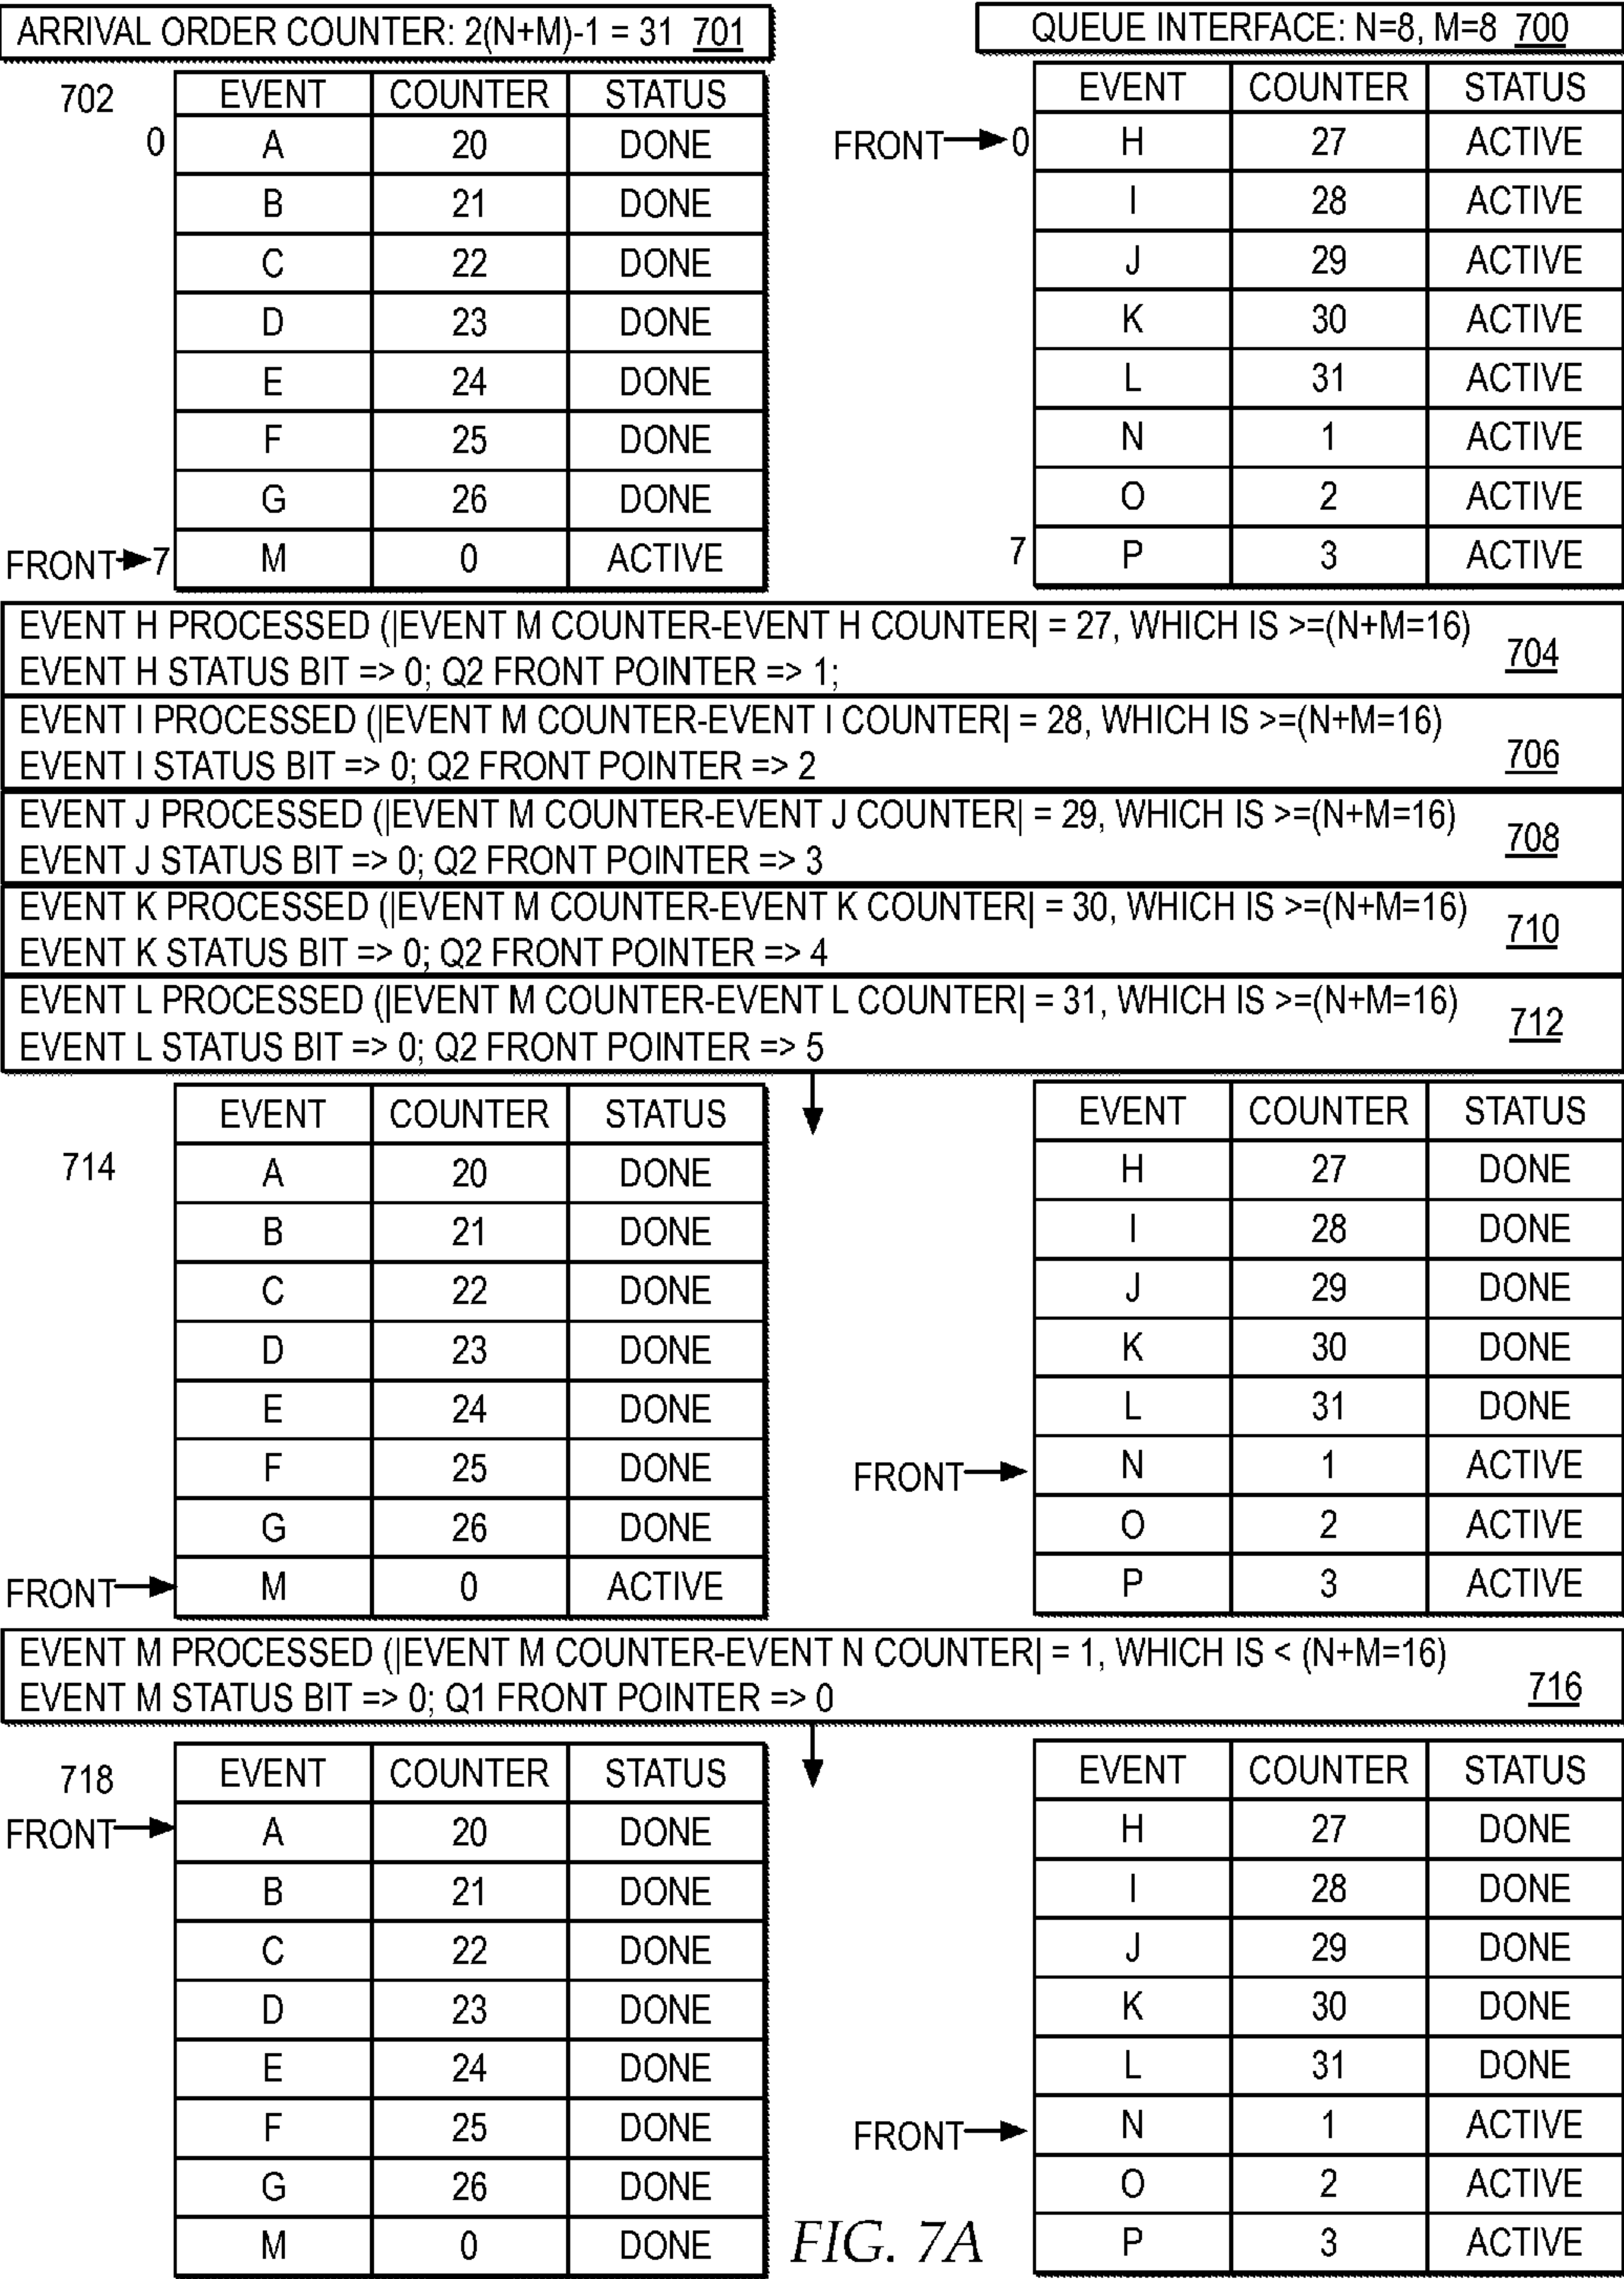 ARRIVAL ORDER COUNTER: 2(N+M)-1 = 31 701
QUEUE INTERFACE: N=8, M=8 700
702
EVENT COUNTER STATUS
0 A 20 DONE
B 21 DONE
C 22 DONE
D 23 DONE
E 24 DONE
F 25 DONE
G 26 DONE
FRONT 7 M 0 ACTIVE
EVENT COUNTER STATUS
FRONT 0 H 27 ACTIVE
I 28 ACTIVE
J 29 ACTIVE
K 30 ACTIVE
L 31 ACTIVE
N 1 ACTIVE
O 2 ACTIVE
7 P 3 ACTIVE
EVENT H PROCESSED (|EVENT M COUNTER-EVENT H COUNTER| = 27, WHICH IS >=(N+M=16)
EVENT H STATUS BIT => 0; Q2 FRONT POINTER => 1;
704
EVENT I PROCESSED (|EVENT M COUNTER-EVENT I COUNTER| = 28, WHICH IS >=(N+M=16)
EVENT I STATUS BIT => 0; Q2 FRONT POINTER => 2
706
EVENT J PROCESSED (|EVENT M COUNTER-EVENT J COUNTER| = 29, WHICH IS >=(N+M=16)
EVENT J STATUS BIT => 0; Q2 FRONT POINTER => 3
708
EVENT K PROCESSED (|EVENT M COUNTER-EVENT K COUNTER| = 30, WHICH IS >=(N+M=16)
EVENT K STATUS BIT => 0; Q2 FRONT POINTER => 4
710
EVENT L PROCESSED (|EVENT M COUNTER-EVENT L COUNTER| = 31, WHICH IS >=(N+M=16)
EVENT L STATUS BIT => 0; Q2 FRONT POINTER => 5
712
714
EVENT COUNTER STATUS
A 20 DONE
B 21 DONE
C 22 DONE
D 23 DONE
E 24 DONE
F 25 DONE
G 26 DONE
FRONT M 0 ACTIVE
EVENT COUNTER STATUS
H 27 DONE
I 28 DONE
J 29 DONE
K 30 DONE
L 31 DONE
FRONT N 1 ACTIVE
O 2 ACTIVE
P 3 ACTIVE
EVENT M PROCESSED (|EVENT M COUNTER-EVENT N COUNTER| = 1, WHICH IS < (N+M=16)
EVENT M STATUS BIT => 0; Q1 FRONT POINTER => 0
716
718
EVENT COUNTER STATUS
FRONT A 20 DONE
B 21 DONE
C 22 DONE
D 23 DONE
E 24 DONE
F 25 DONE
G 26 DONE
M 0 DONE
EVENT COUNTER STATUS
H 27 DONE
I 28 DONE
J 29 DONE
K 30 DONE
L 31 DONE
FRONT N 1 ACTIVE
O 2 ACTIVE
P 3 ACTIVE
FIG. 7A